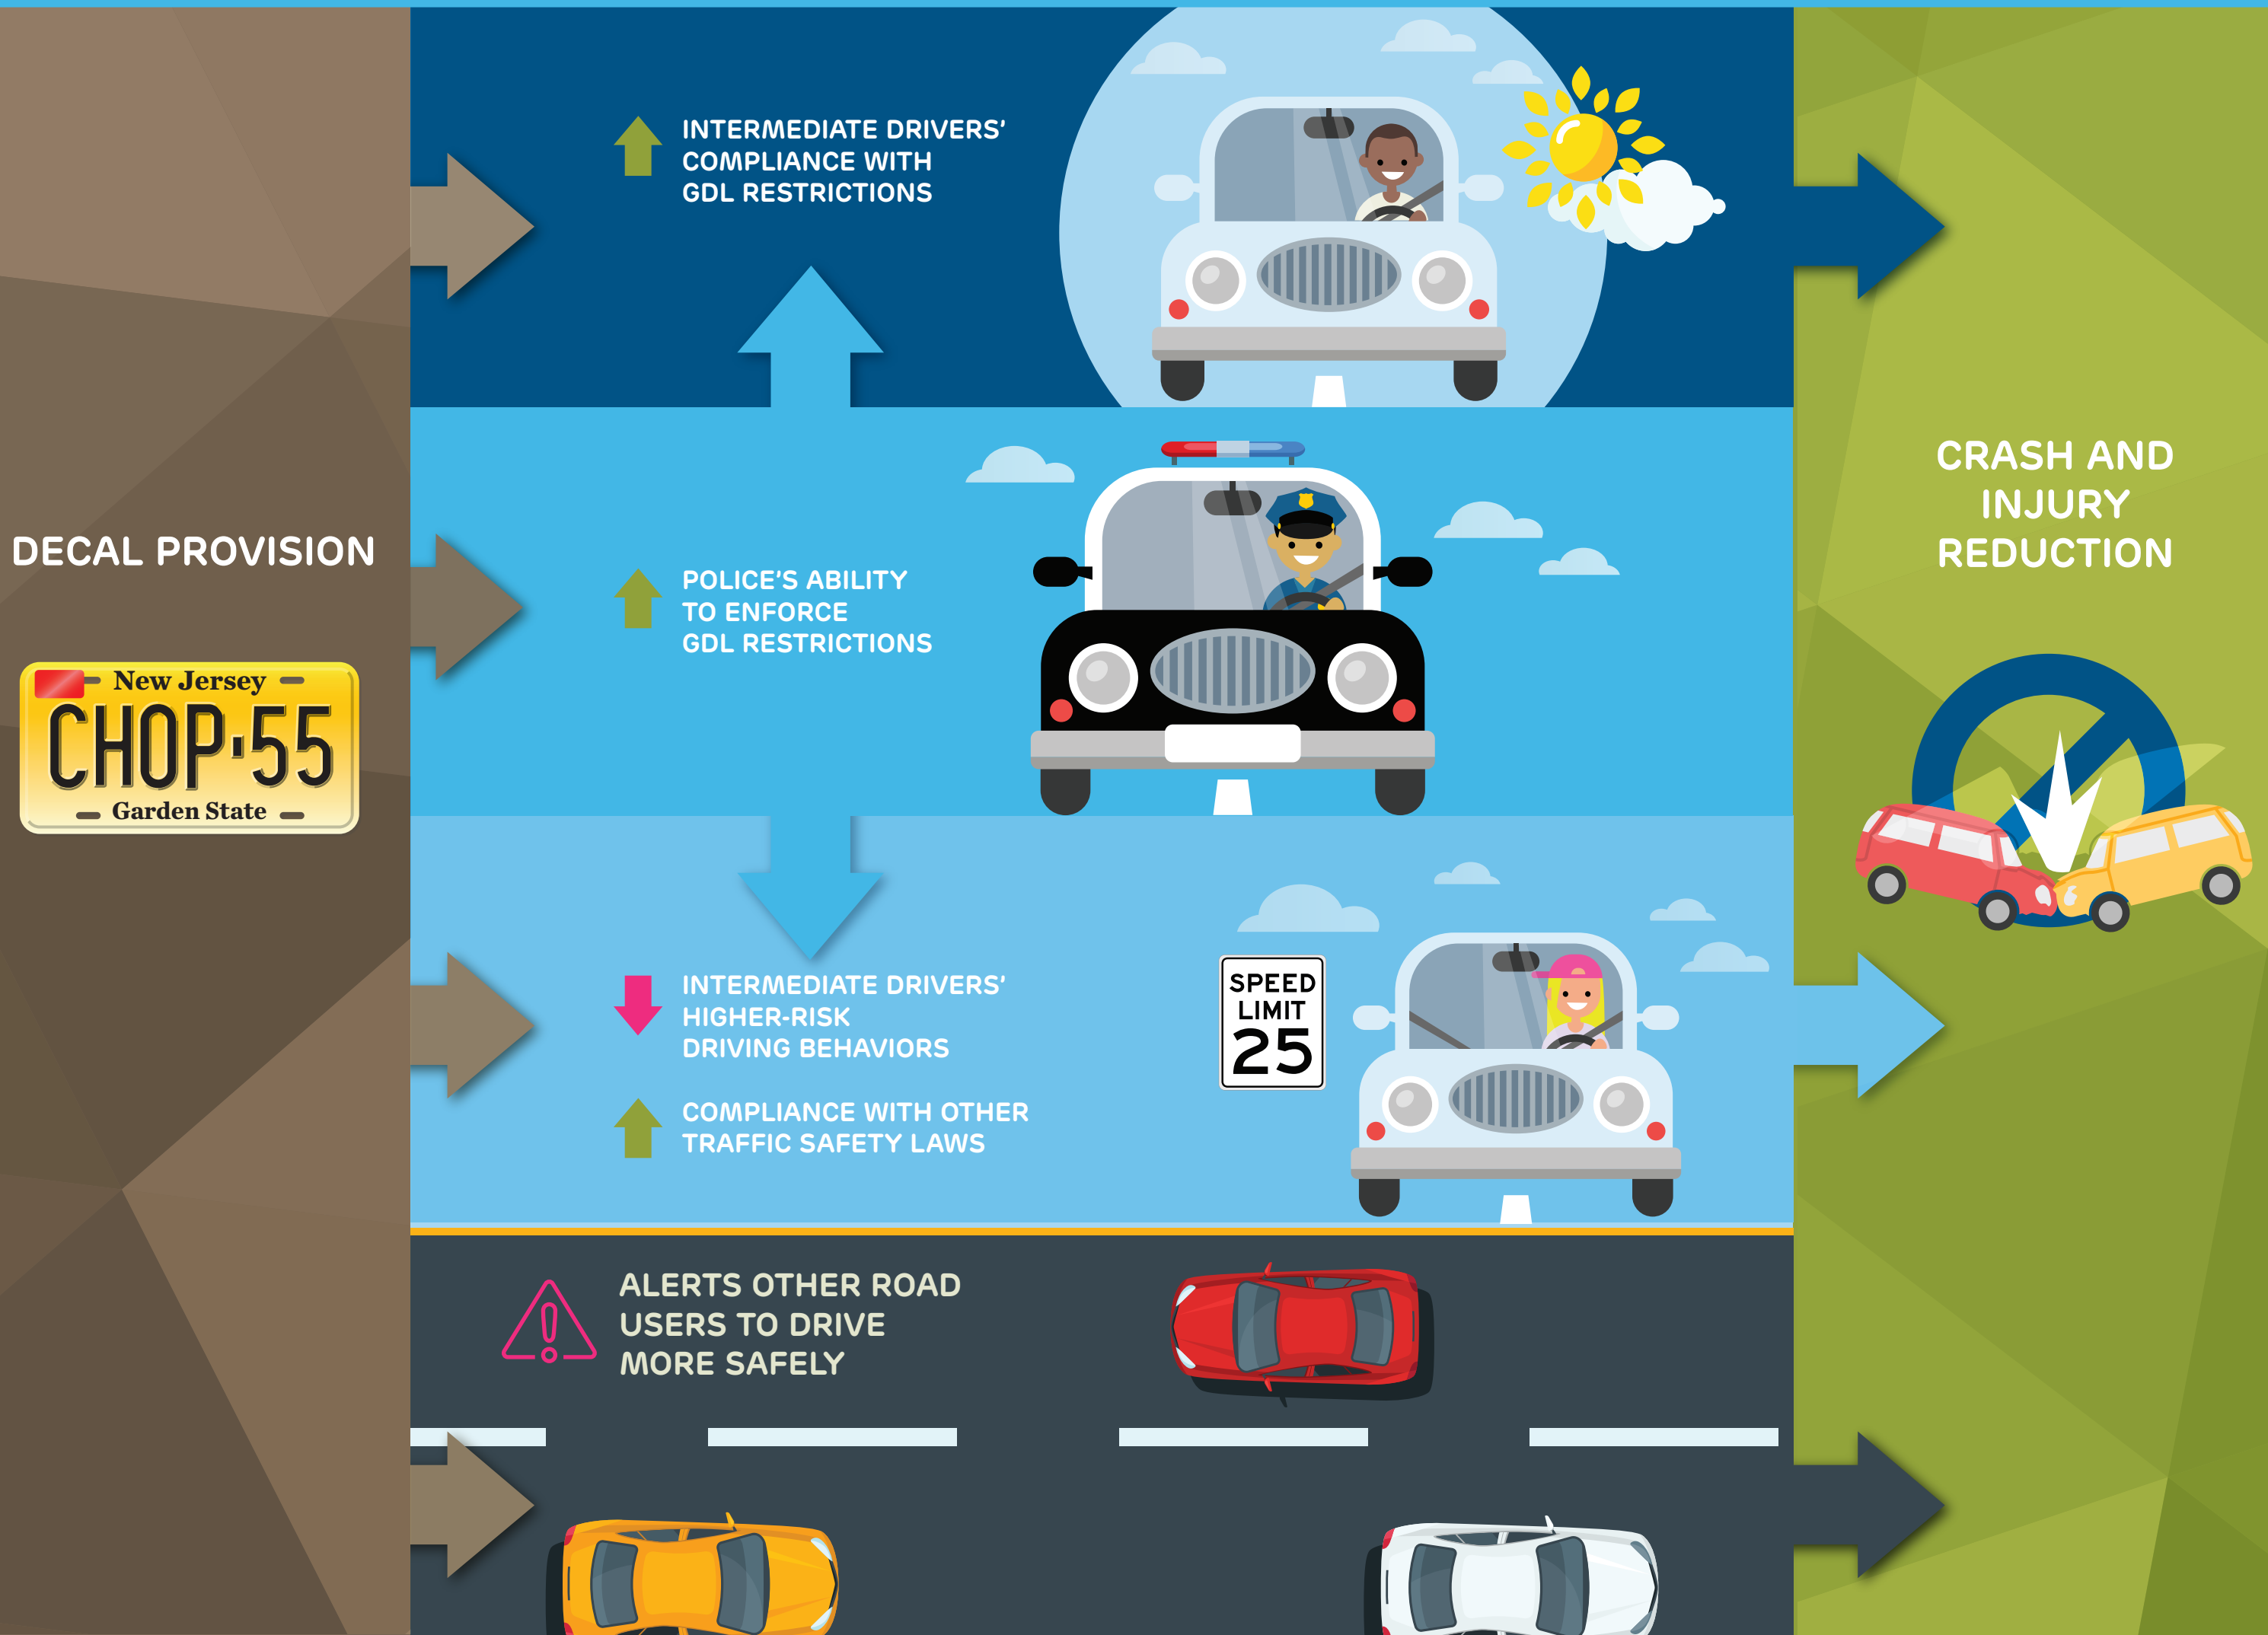 DECAL PROVISION
New Jersey
CHOP·55
Garden State
INTERMEDIATE DRIVERS'
COMPLIANCE WITH
GDL RESTRICTIONS
POLICE'S ABILITY
TO ENFORCE
GDL RESTRICTIONS
INTERMEDIATE DRIVERS'
HIGHER-RISK
DRIVING BEHAVIORS
COMPLIANCE WITH OTHER
TRAFFIC SAFETY LAWS
SPEED
LIMIT
25
ALERTS OTHER ROAD
USERS TO DRIVE
MORE SAFELY
CRASH AND
INJURY
REDUCTION